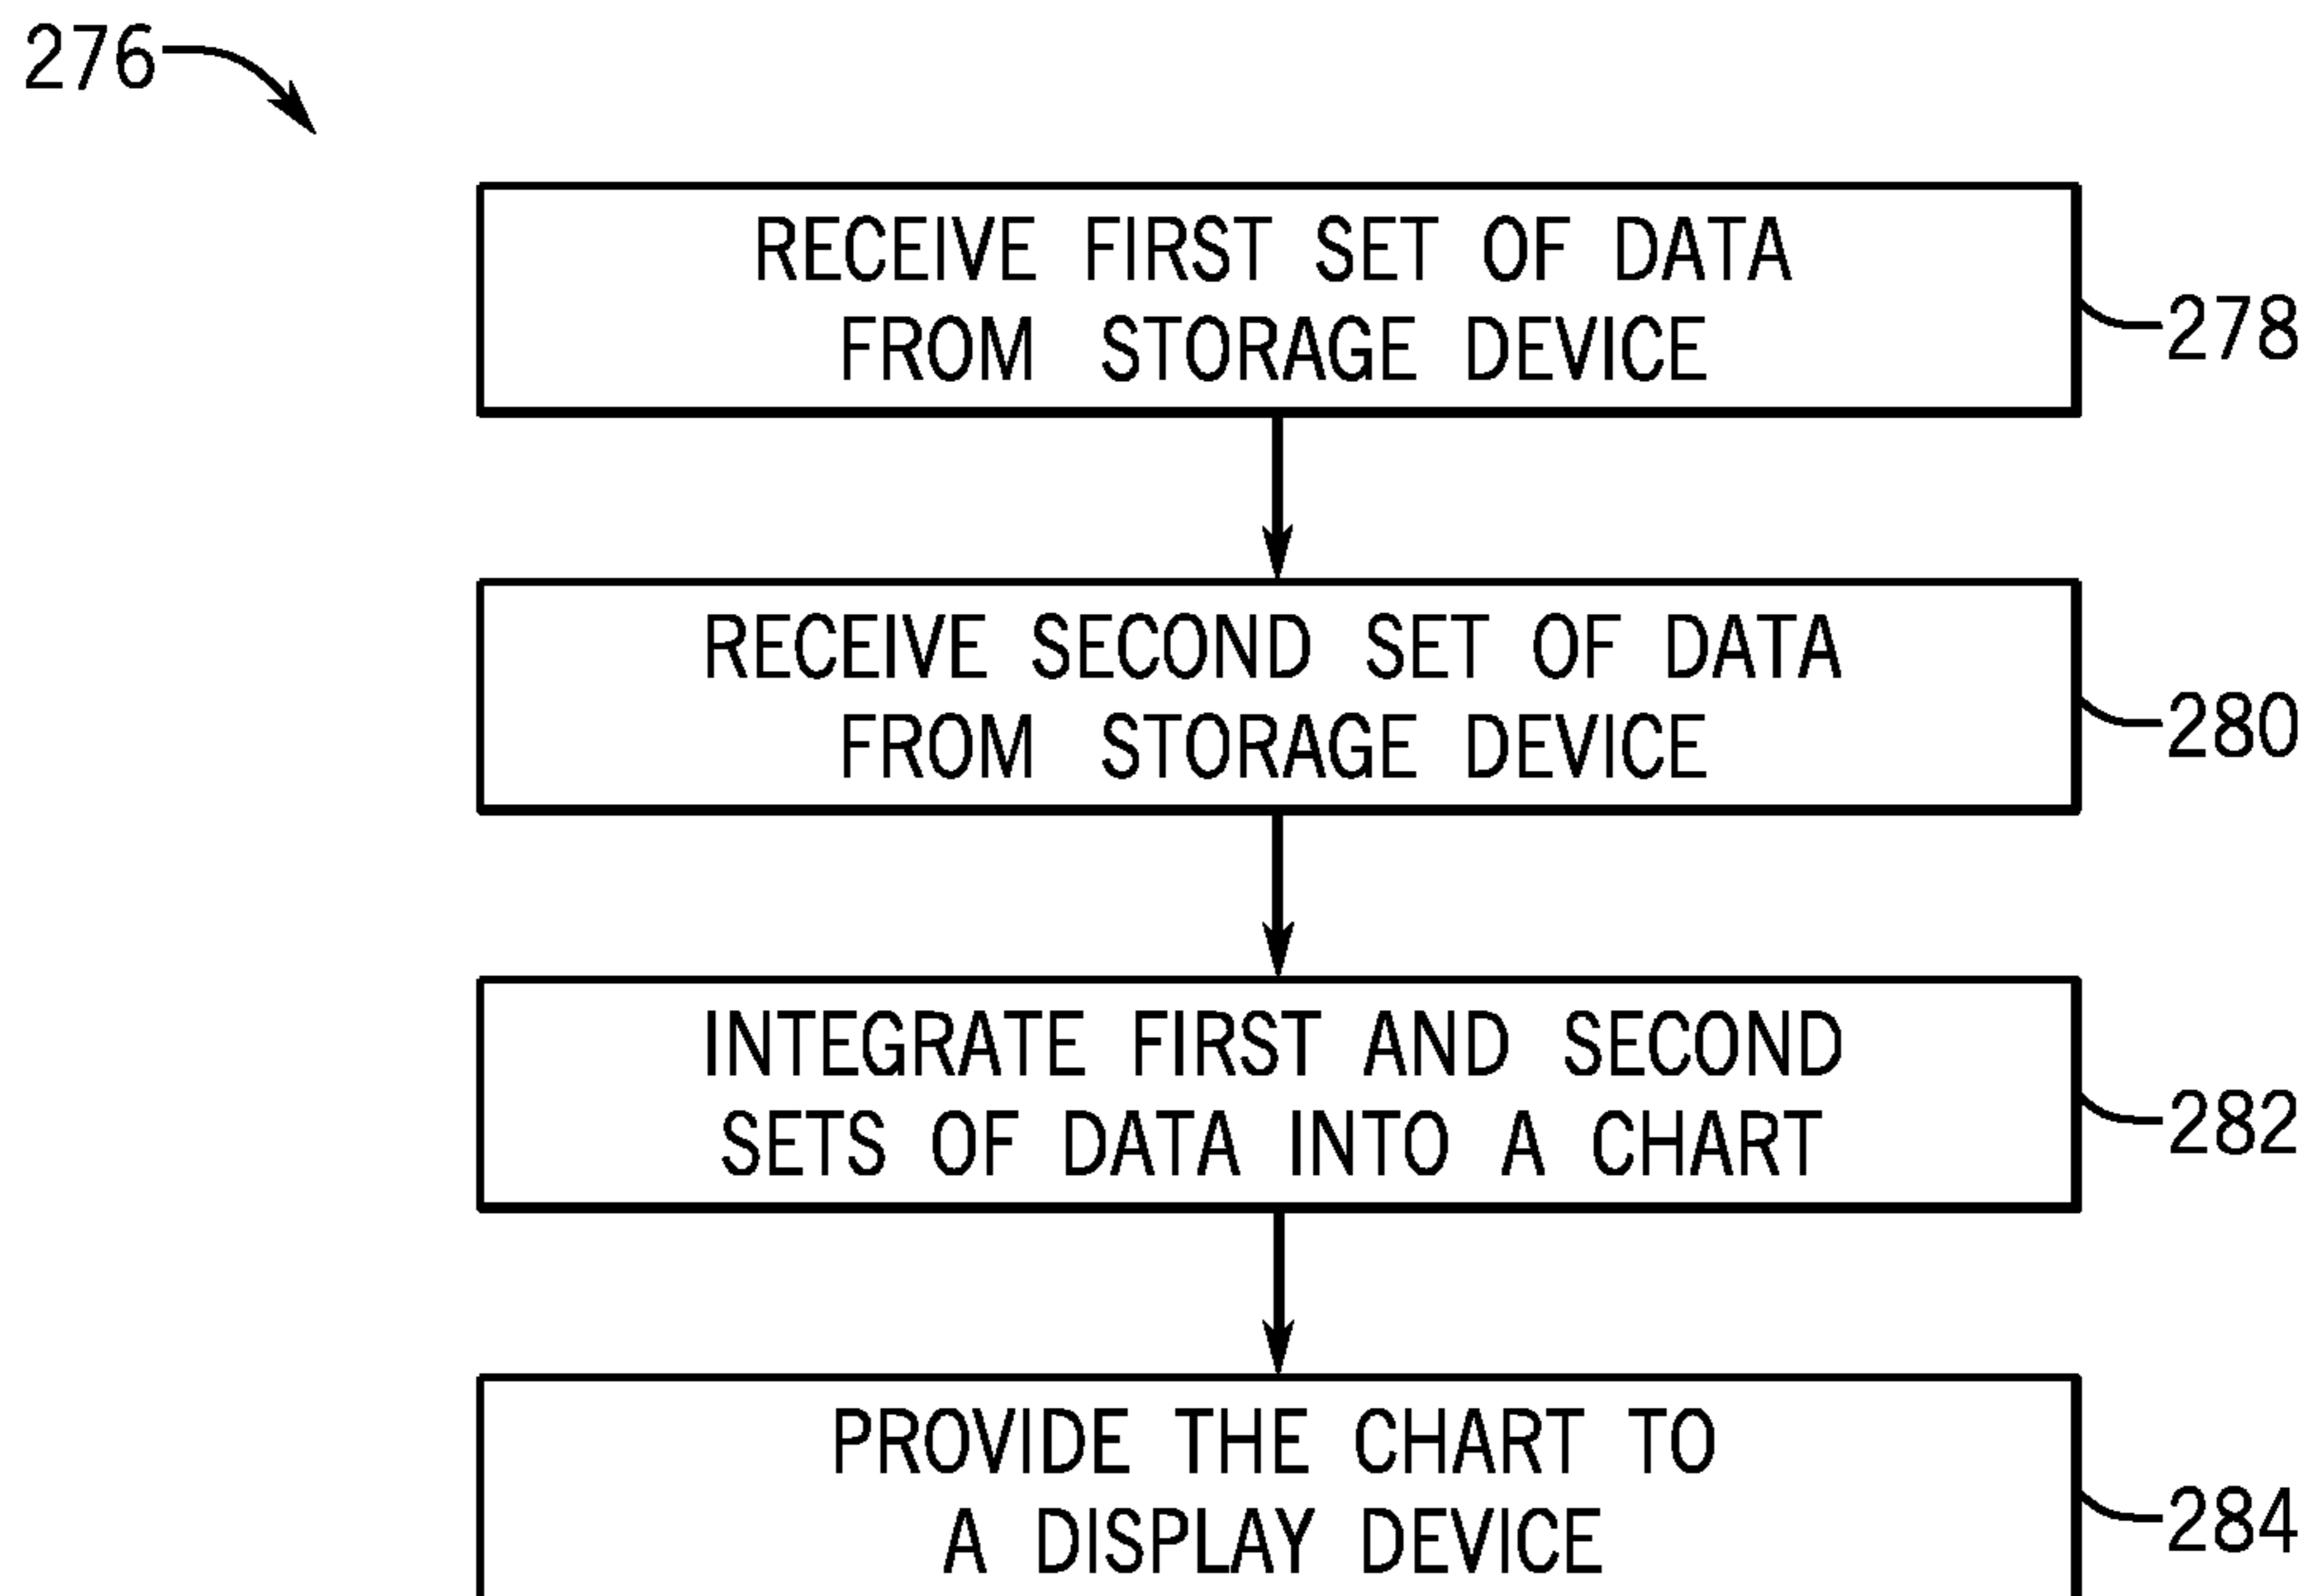 276
RECEIVE FIRST SET OF DATA
FROM STORAGE DEVICE
278
RECEIVE SECOND SET OF DATA
FROM STORAGE DEVICE
280
INTEGRATE FIRST AND SECOND
SETS OF DATA INTO A CHART
282
PROVIDE THE CHART TO
A DISPLAY DEVICE
284